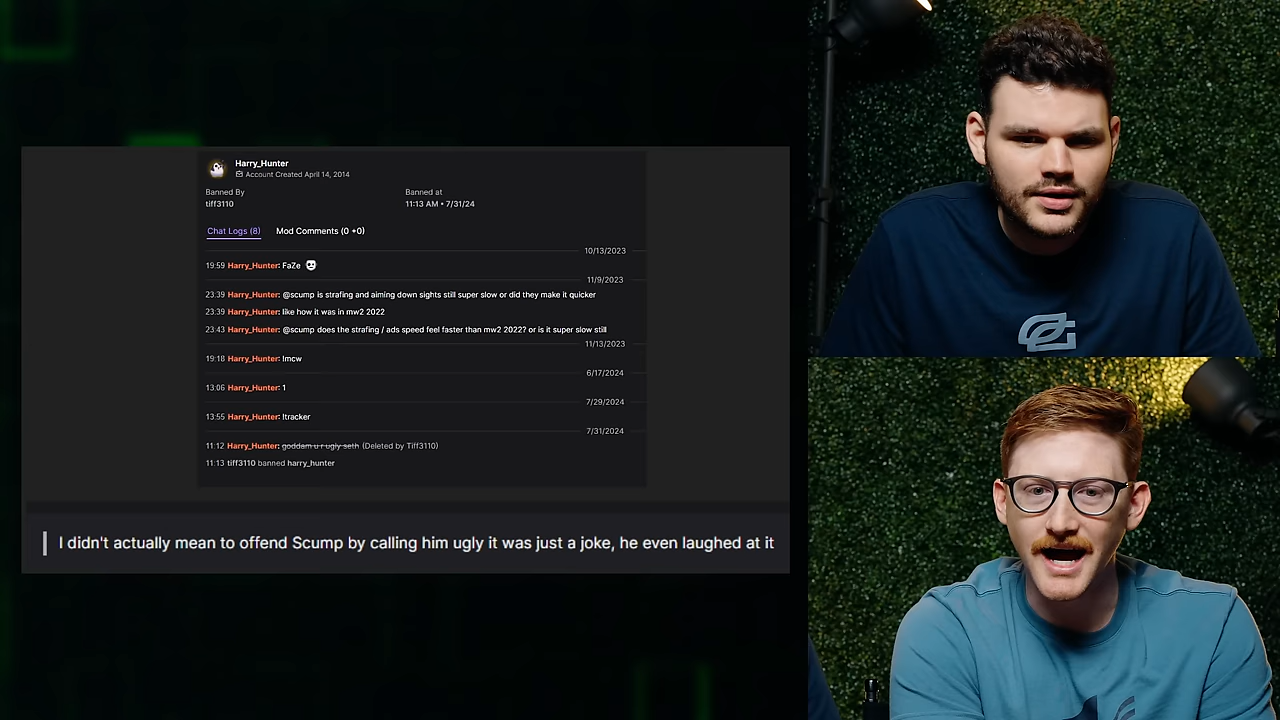 Harry_Hunter
Account Created April 14, 2014
Banned By
Banned at
tiff3110
11:13 AM • 7/31/24
Chat Logs (8)
Mod Comments (0 +0)
10/13/2023
19:59 Harry_Hunter: FaZe
11/9/2023
23:39 Harry_Hunter: @scump is strafing and aiming down sights still super slow or did they make it quicker
23:39 Harry_Hunter: like how it was in mw2 2022
23:43 Harry_Hunter: @scump does the strafing / ads speed feel faster than mw2 2022? or is it super slow still
11/13/2023
19:18 Harry_Hunter: !mcw
6/17/2024
13:06 Harry_Hunter: 1
7/29/2024
13:55 Harry_Hunter: !tracker
7/31/2024
11:12 Harry_Hunter: goddam u r ugly seth (Deleted by Tiff3110)
11:13 tiff3110 banned harry_hunter
I didn't actually mean to offend Scump by calling him ugly it was just a joke, he even laughed at it